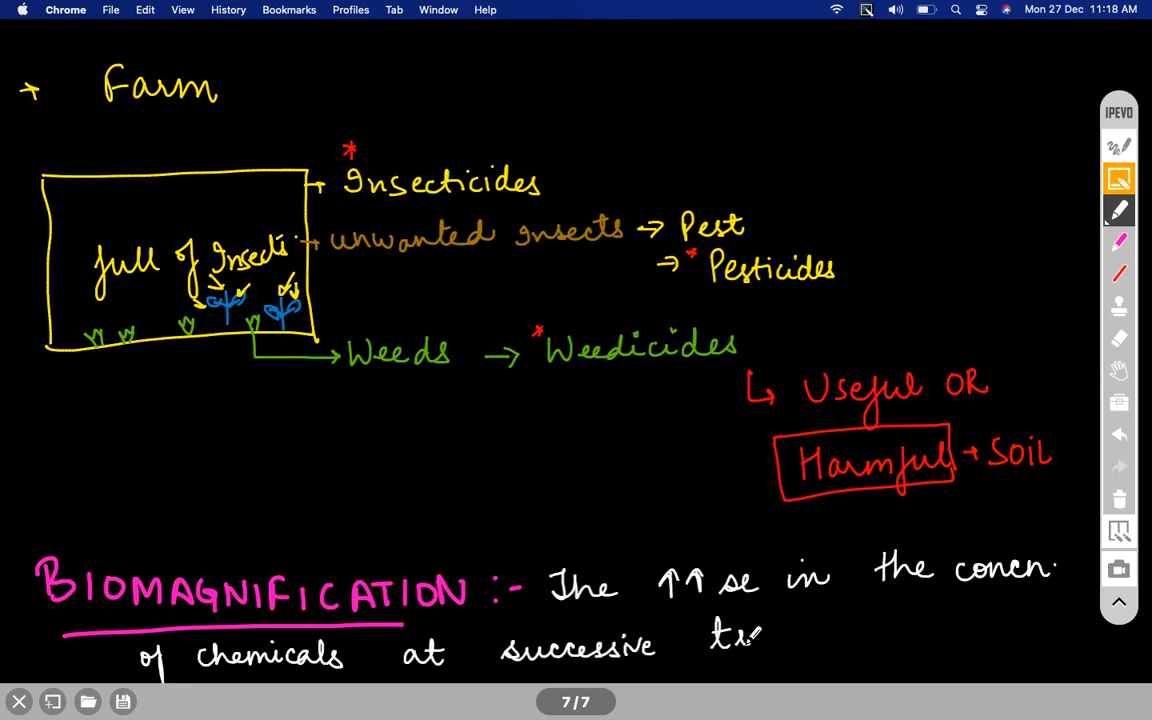 Chrome File Edit View History Bookmarks Profiles Tab Window Help Mon 27 Dec 11:18 AM
IPEVO
→ Farm
* Insecticides
full of Insects → unwanted insects → Pest
→ * Pesticides
Weeds → * Weedicides
↳ Useful OR
Harmful → Soil
BIOMAGNIFICATION :- The ↑↑ se in the concn.
of chemicals at successive
7/7